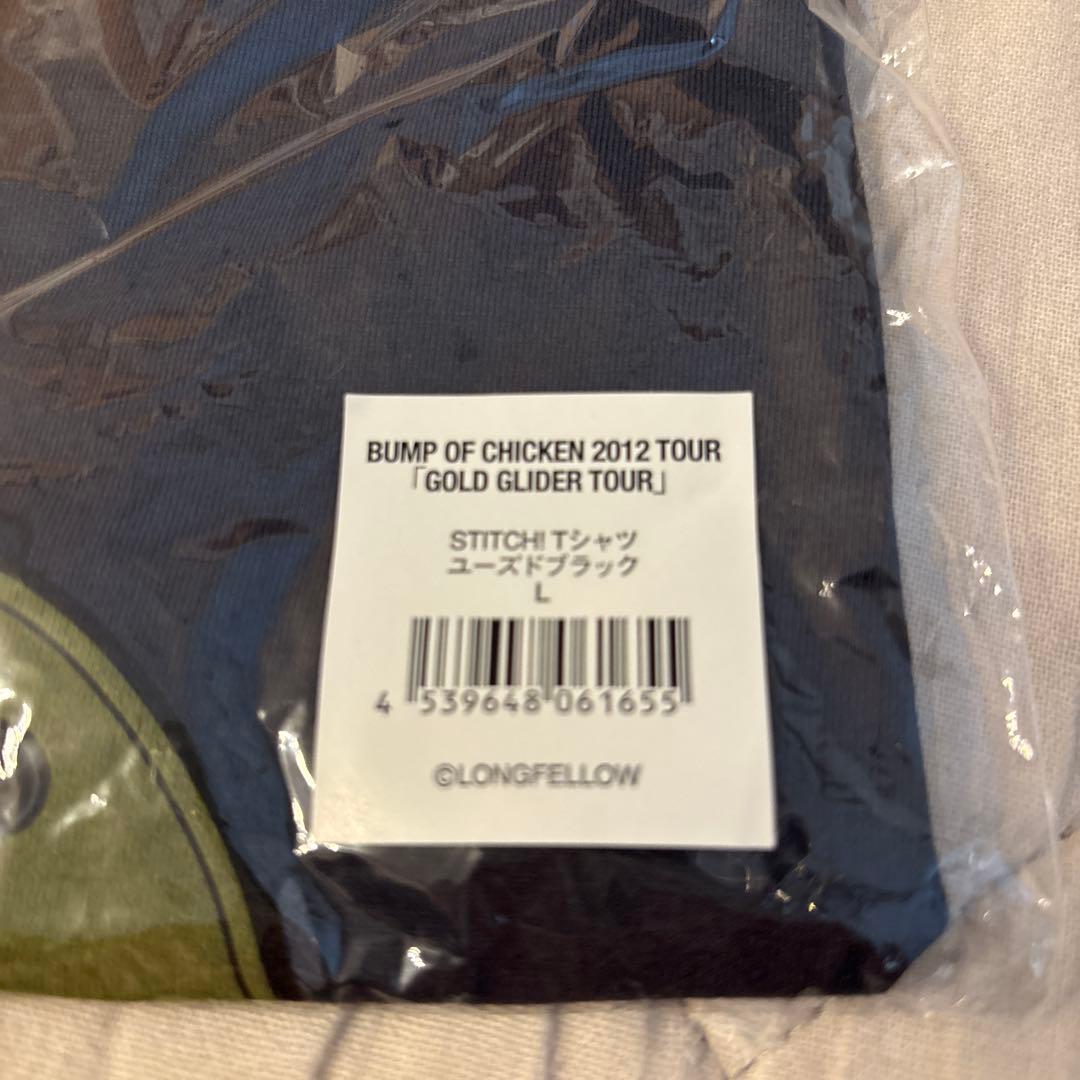 BUMP OF CHICKEN 2012 TOUR
「GOLD GLIDER TOUR」
STITCH! Tシャツ
ユーズドブラック
L
4 539648 061655
©LONGFELLOW